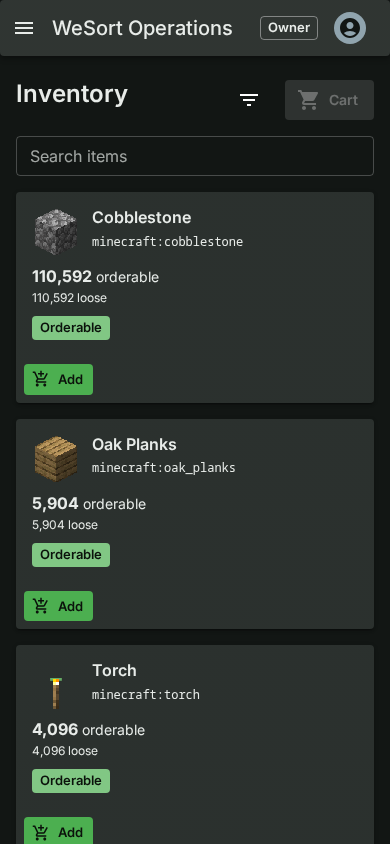 WeSort Operations
Owner
Inventory
Cart
Search items
Cobblestone
minecraft:cobblestone
110,592 orderable
110,592 loose
Orderable
Add
Oak Planks
minecraft:oak_planks
5,904 orderable
5,904 loose
Orderable
Add
Torch
minecraft:torch
4,096 orderable
4,096 loose
Orderable
Add